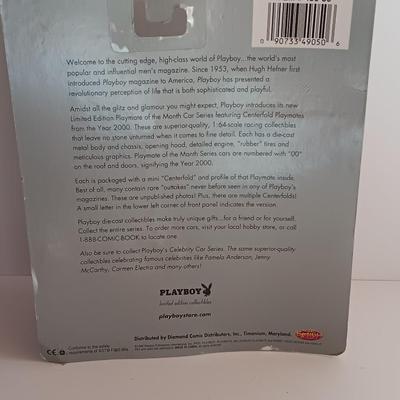 0 90733 49050 6
Welcome to the cutting edge, high-class world of Playboy...the world's most
popular and influential men's magazine. Since 1953, when Hugh Hefner first
introduced Playboy magazine to America, Playboy has presented a
revolutionary perception of life that is both sophisticated and playful.
Amidst all the glitz and glamour you might expect, Playboy introduces its new
Limited Edition Playmate of the Month Car Series featuring Centerfold Playmates
from the Year 2000. These are superior-quality, 1:64-scale racing collectibles
that leave no stone unturned when it comes to fine detail. Each has a die-cast
metal body and chassis, opening hood, detailed engine, "rubber" tires and
meticulous graphics. Playmate of the Month Series cars are numbered with "00"
on the roof and doors, signifying the Year 2000.
Each is packaged with a mini "Centerfold" and profile of that Playmate inside.
Best of all, many contain rare "outtakes" never before seen in any of Playboy's
magazines. These are unpublished photos! Plus, there are multiple Centerfolds!
A small letter in the lower left corner of front panel indicates the version.
Playboy die-cast collectibles make truly unique gifts...for a friend or for yourself.
Collect the entire series. To order more cars, visit your local hobby store, or call
1-888-COMIC-BOOK to locate one.
Also be sure to collect Playboy's Celebrity Car Series. The same superior-quality
collectibles celebrating famous celebrities like Pamela Anderson, Jenny
McCarthy, Carmen Electra and many others!
PLAYBOY
limited edition collectibles
playboystore.com
Distributed by Diamond Comic Distributors, Inc., Timonium, Maryland.
Conforms to the safety
requirements of ASTM F963-96a.
CE